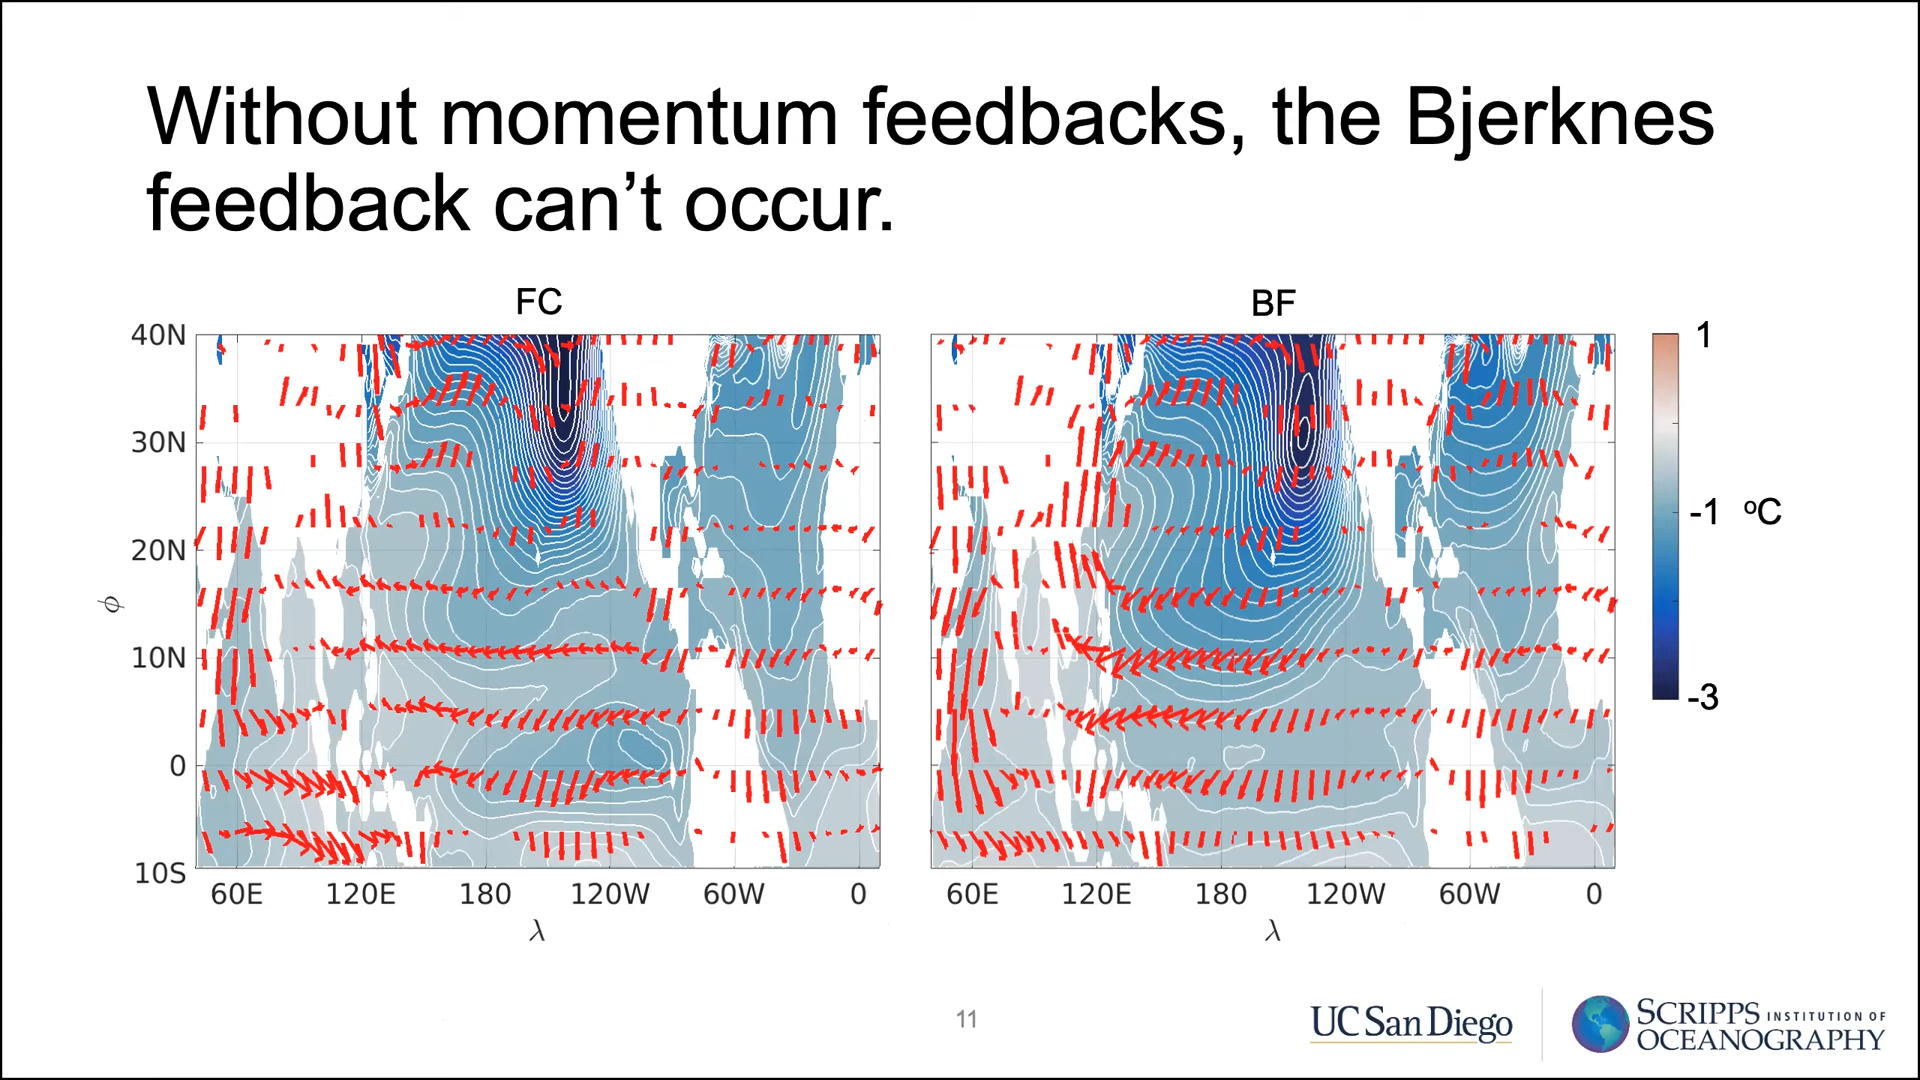 Without momentum feedbacks, the Bjerknes
feedback can’t occur.
FC
BF
40N
30N
20N
10N
0
10S
ϕ
60E 120E 180 120W 60W 0
λ
60E 120E 180 120W 60W 0
λ
1
-1 ºC
-3
11
UC San Diego
SCRIPPS INSTITUTION OF
OCEANOGRAPHY